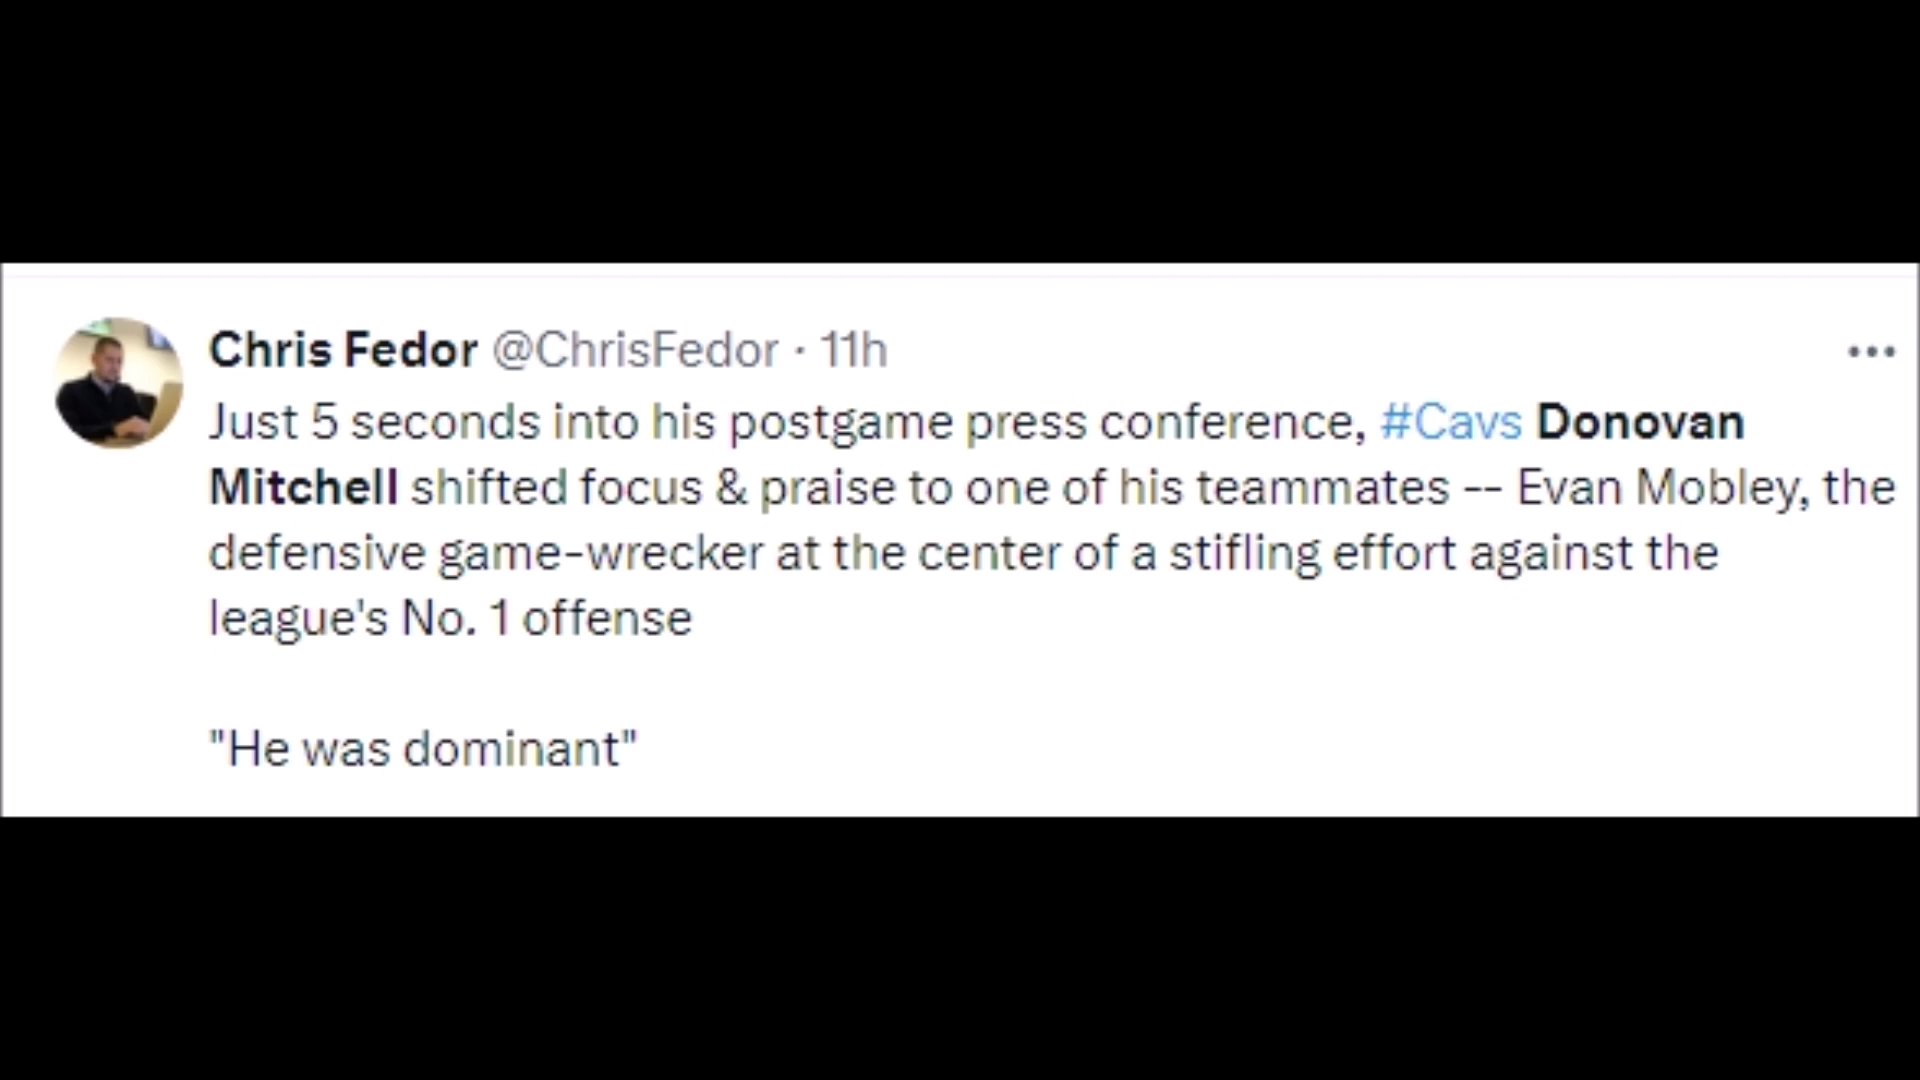 Chris Fedor @ChrisFedor · 11h
Just 5 seconds into his postgame press conference, #Cavs Donovan
Mitchell shifted focus & praise to one of his teammates -- Evan Mobley, the
defensive game-wrecker at the center of a stifling effort against the
league's No. 1 offense
"He was dominant"